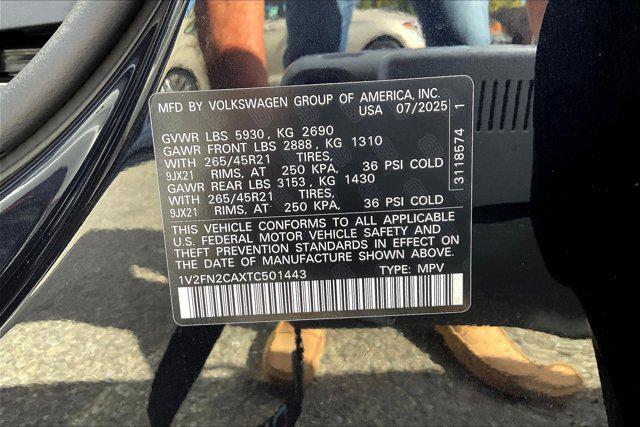 MFD BY VOLKSWAGEN GROUP OF AMERICA, INC.
USA 07/2025
GVWR LBS 5930, KG 2690
GAWR FRONT LBS 2888, KG 1310
WITH 265/45R21 TIRES,
9JX21 RIMS, AT 250 KPA, 36 PSI COLD
GAWR REAR LBS 3153, KG 1430
WITH 265/45R21 TIRES,
9JX21 RIMS, AT 250 KPA, 36 PSI COLD
THIS VEHICLE CONFORMS TO ALL APPLICABLE
U.S. FEDERAL MOTOR VEHICLE SAFETY AND
THEFT PREVENTION STANDARDS IN EFFECT ON
THE DATE OF MANUFACTURE SHOWN ABOVE.
1V2FN2CAXTC501443 TYPE: MPV
3118574 1